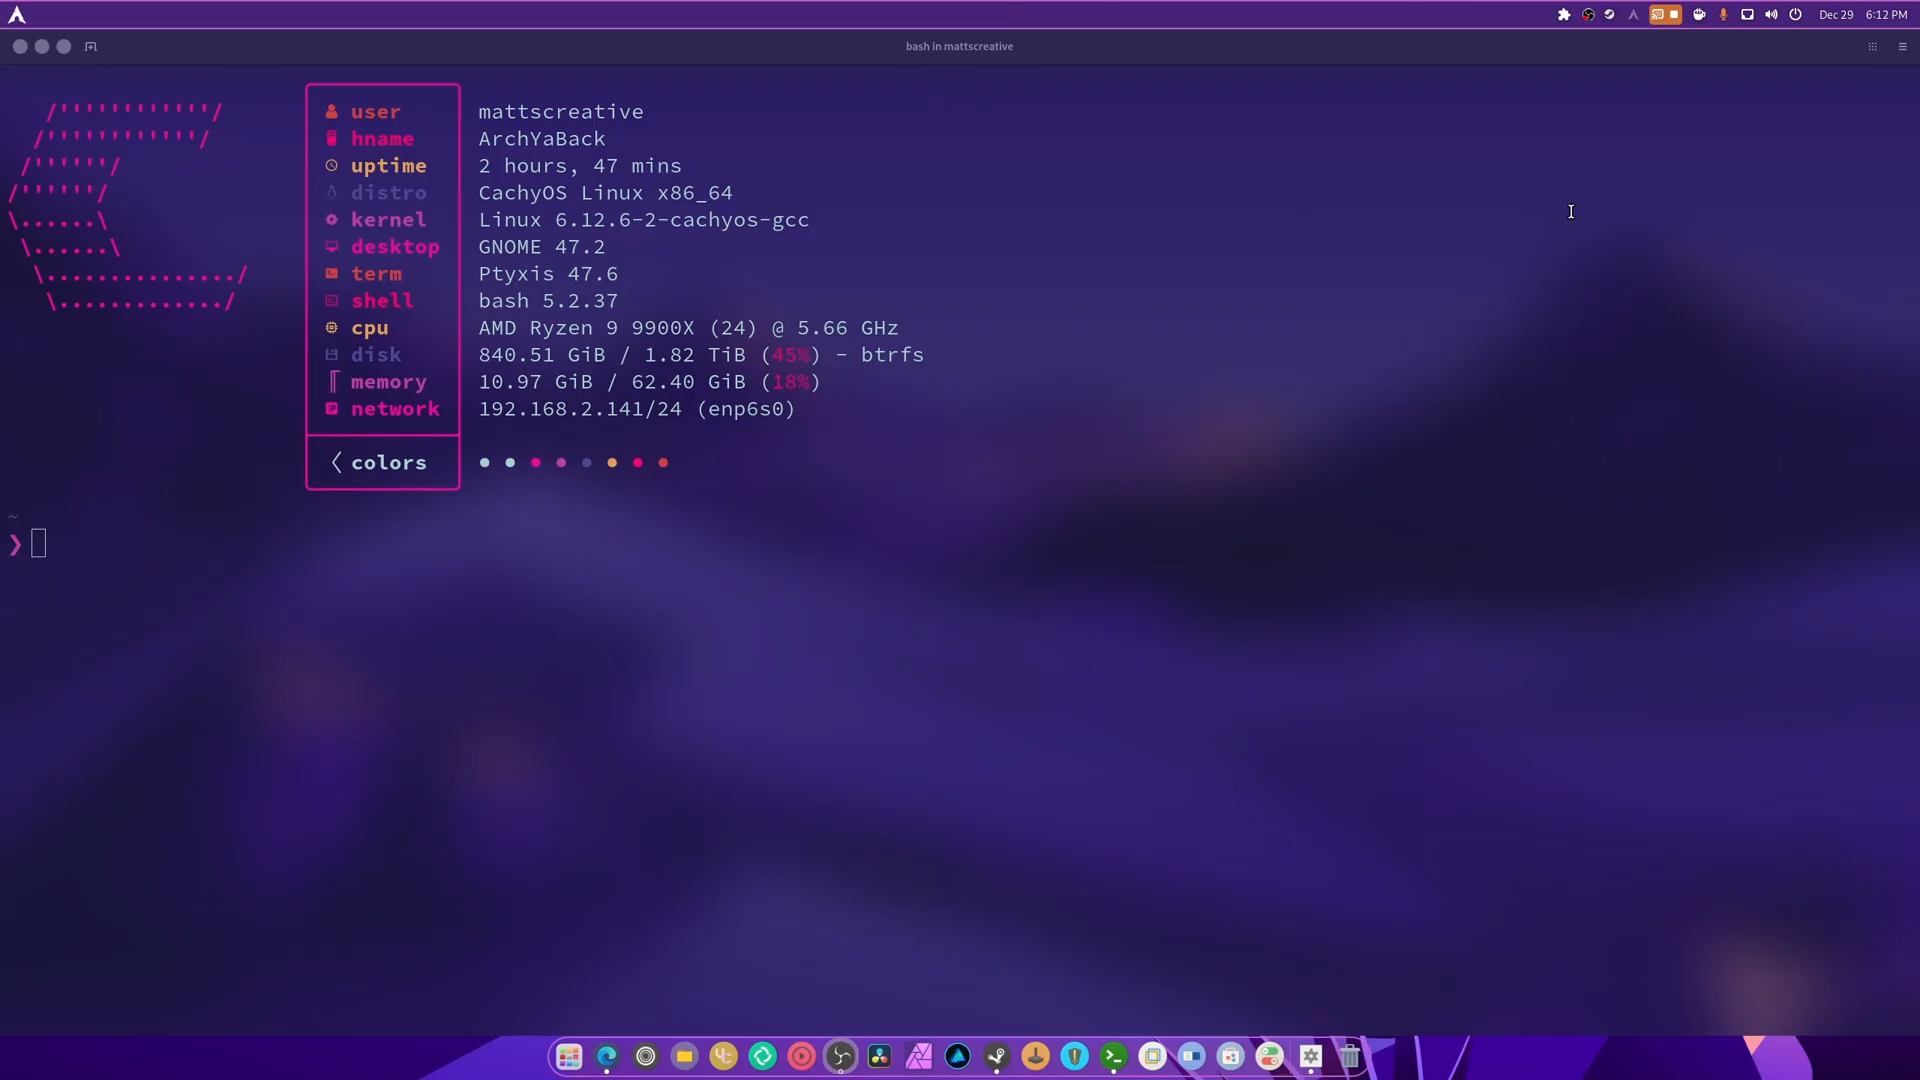 Dec 29 6:12 PM
bash in mattscreative
user mattscreative
hname ArchYaBack
uptime 2 hours, 47 mins
distro CachyOS Linux x86_64
kernel Linux 6.12.6-2-cachyos-gcc
desktop GNOME 47.2
term Ptyxis 47.6
shell bash 5.2.37
cpu AMD Ryzen 9 9900X (24) @ 5.66 GHz
disk 840.51 GiB / 1.82 TiB (45%) - btrfs
memory 10.97 GiB / 62.40 GiB (18%)
network 192.168.2.141/24 (enp6s0)
colors
~
❯